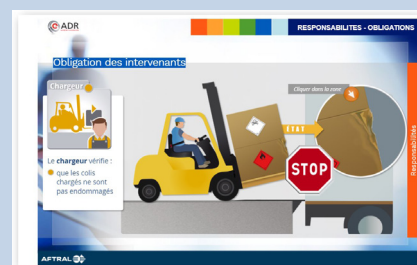 ADR
RESPONSABILITES - OBLIGATIONS
Obligation des intervenants
Chargeur
Cliquer dans la zone
ETAT
STOP
Le chargeur vérifie :
que les colis
chargés ne sont
pas endommagés
Responsabilités
AFTRAL